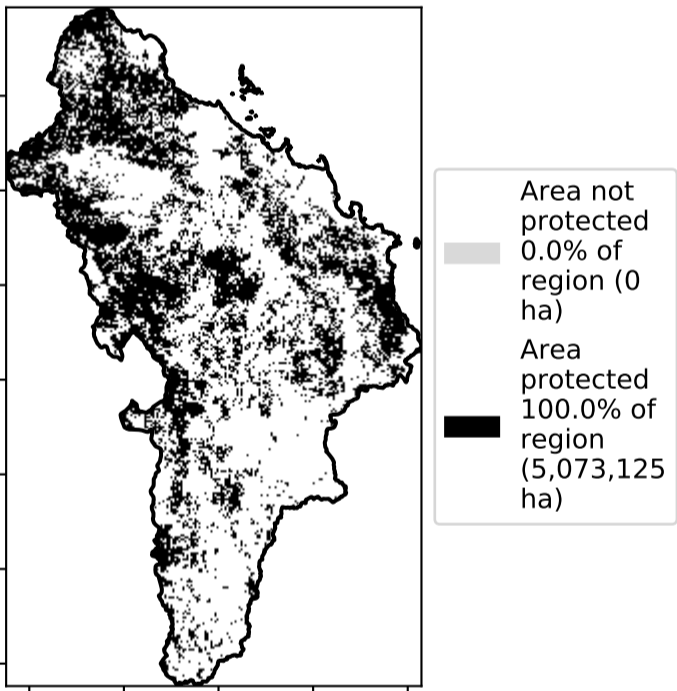 Area not
protected
0.0% of
region (0
ha)
Area
protected
100.0% of
region
(5,073,125
ha)